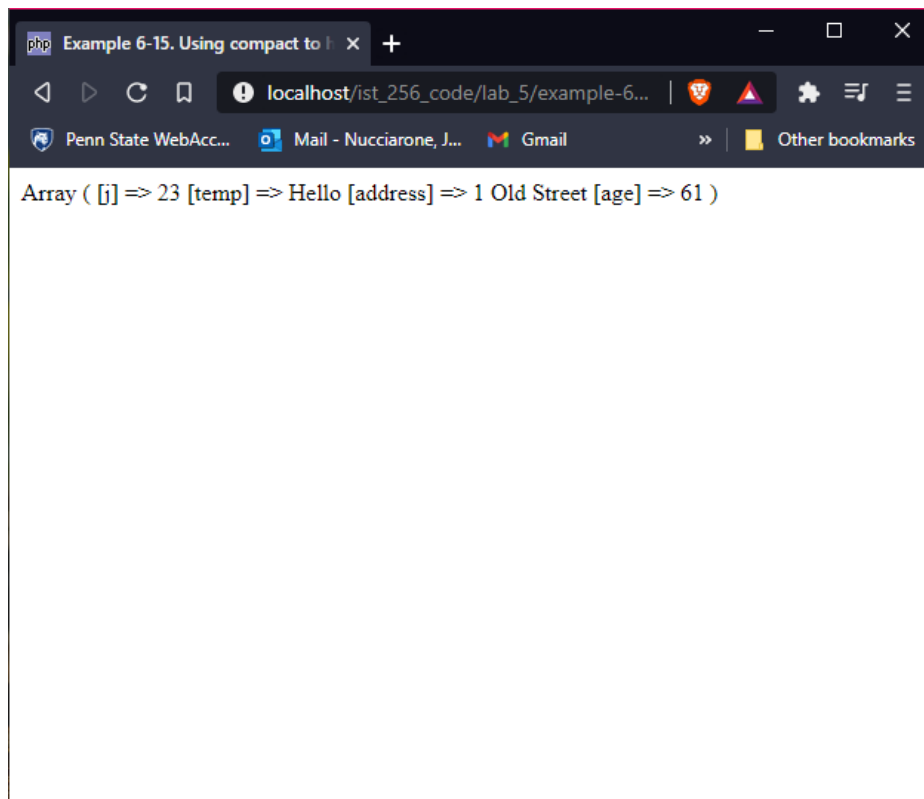 php Example 6-15. Using compact to
localhost/ist_256_code/lab_5/example-6...
Penn State WebAcc... Mail - Nucciarone, J... Gmail » Other bookmarks
Array ( [j] => 23 [temp] => Hello [address] => 1 Old Street [age] => 61 )